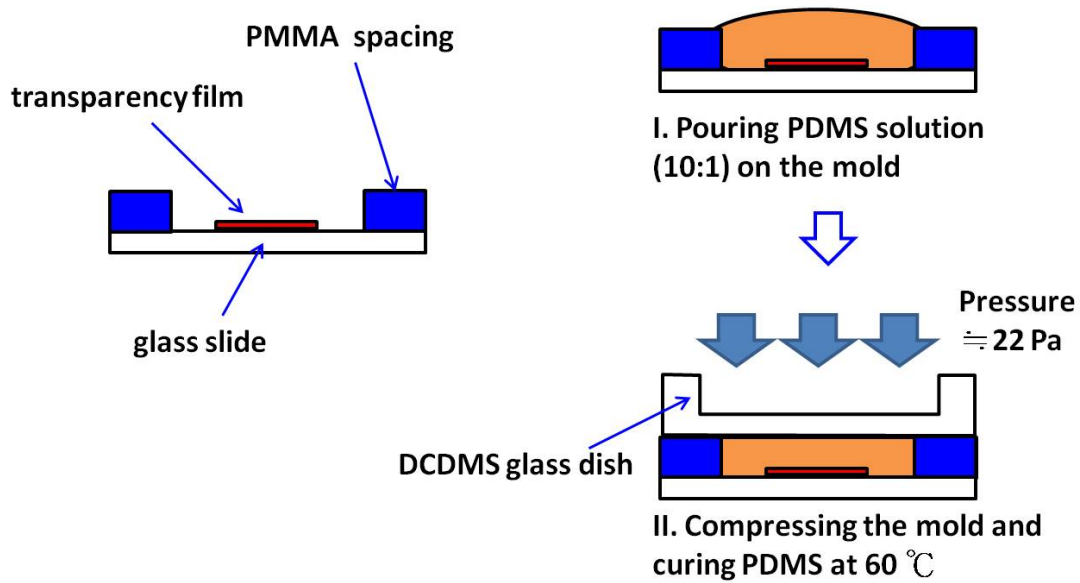 PMMA  spacing
transparency film
glass slide
I. Pouring PDMS solution
(10:1) on the mold
Pressure
≒ 22 Pa
DCDMS glass dish
II. Compressing the mold and
curing PDMS at 60 ℃